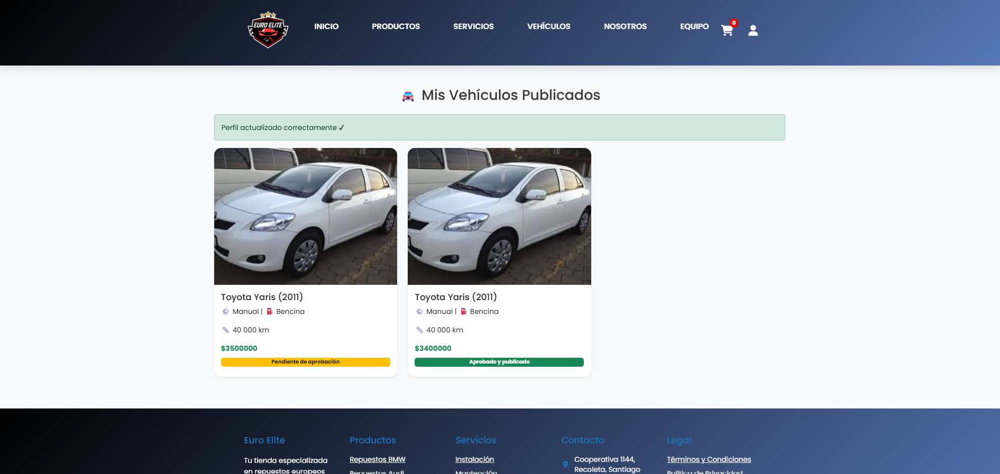 EURO ELITE
INICIO
PRODUCTOS
SERVICIOS
VEHÍCULOS
NOSOTROS
EQUIPO
0
Mis Vehículos Publicados
Perfil actualizado correctamente ✓
Toyota Yaris (2011)
Manual | Bencina
40 000 km
$3500000
Pendiente de aprobación
Toyota Yaris (2011)
Manual | Bencina
40 000 km
$3400000
Aprobado y publicado
Euro Elite
Tu tienda especializada
en repuestos europeos
Productos
Repuestos BMW
Repuestos Audi
Servicios
Instalación
Mantención
Contacto
Cooperativa 1144,
Recoleta, Santiago
Legal
Términos y Condiciones
Política de Privacidad